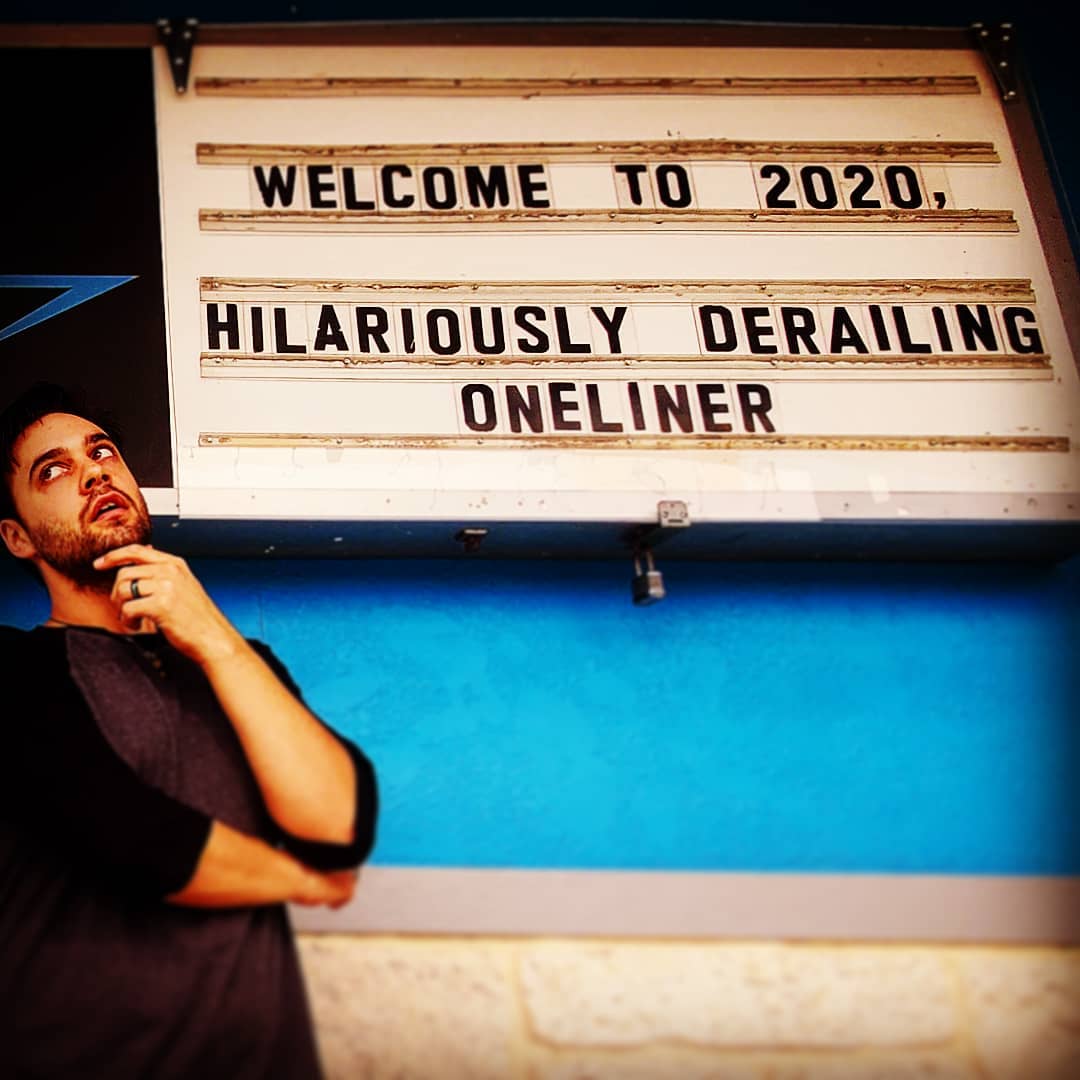 WELCOME TO 2020,
HILARIOUSLY DERAILING
ONELINER